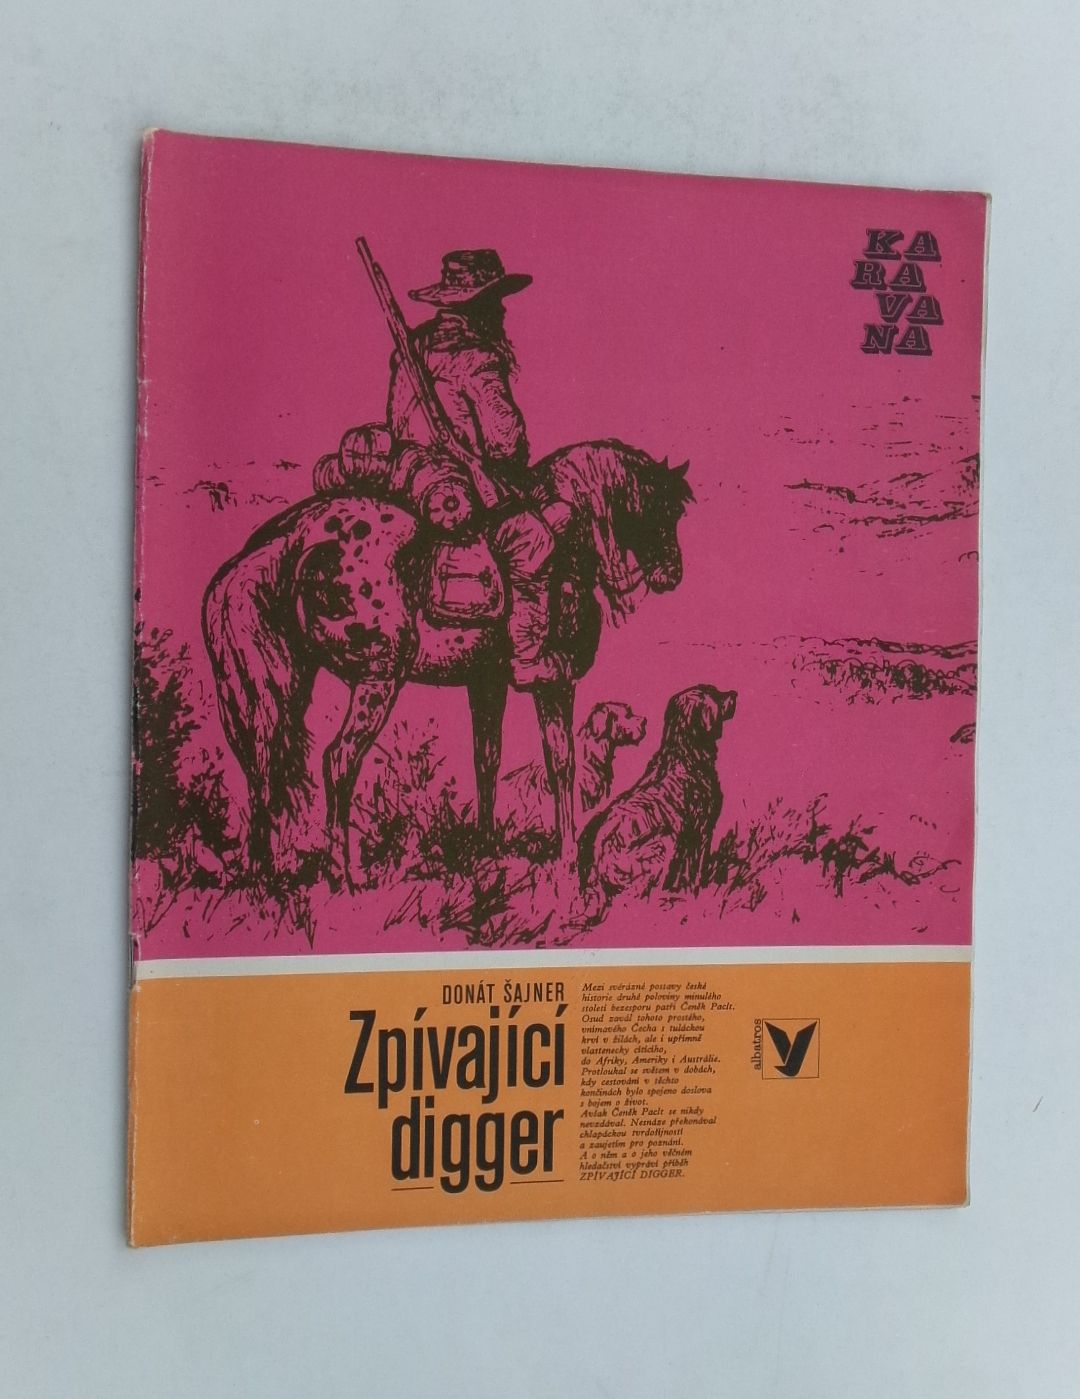 KA
RA
VA
NA
DONÁT ŠAJNER
Zpívající
digger
Mezi svérázné postavy české
historie druhé poloviny minulého
století bezesporu patří Čeněk Paclt.
Osud zavál tohoto prostého,
vnímavého Čecha s tuláckou
krví v žilách, ale i upřímně
vlastenecky cítícího,
do Afriky, Ameriky i Austrálie.
Protloukal se světem v dobách,
kdy cestování v těchto
končinách bylo spojeno doslova
s bojem o život.
Avšak Čeněk Paclt se nikdy
nevzdával. Nesnáze překonával
chlapáckou tvrdošíjností
a zaujetím pro poznání.
A o něm a o jeho věčném
hledačství vypráví příběh
ZPÍVAJÍCÍ DIGGER.
albatros